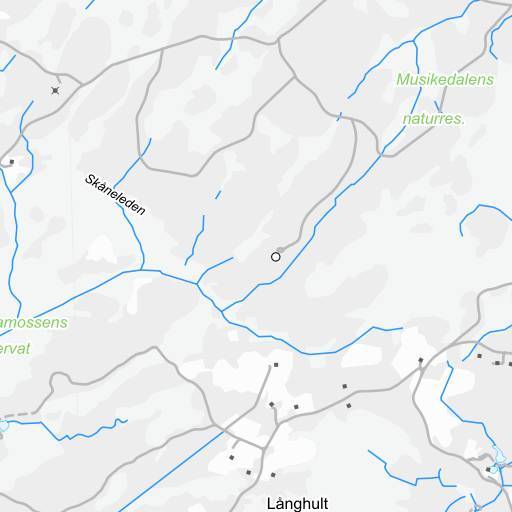 Musikedalens
naturres.
Skåneleden
amossens
ervat
Långhult